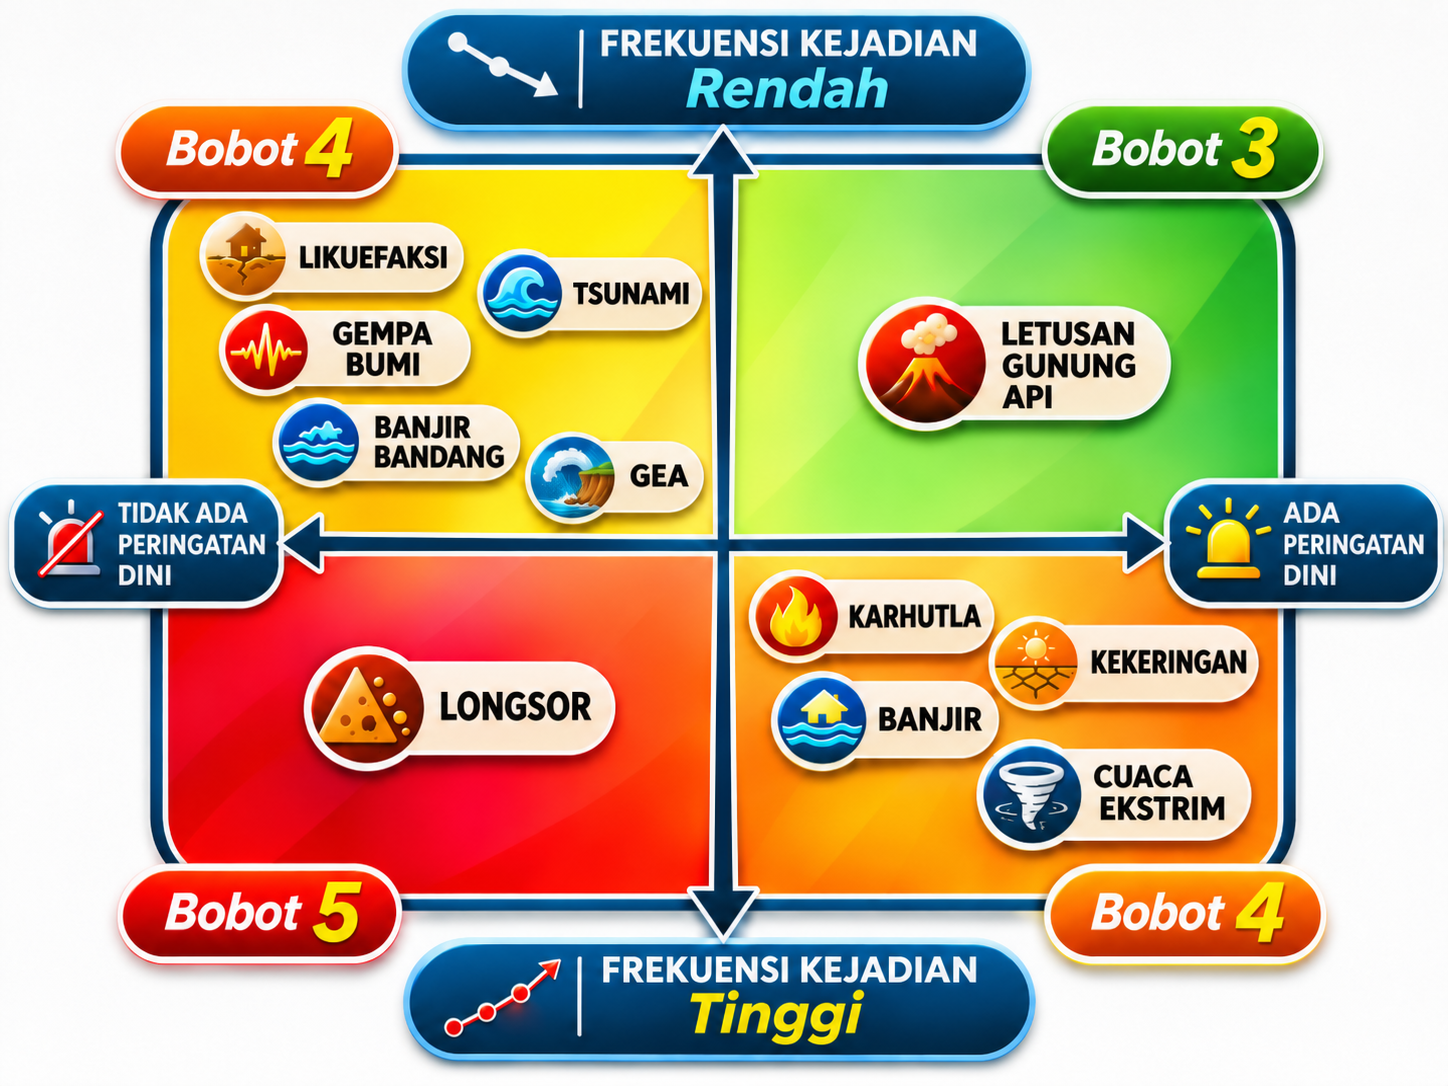 FREKUENSI KEJADIAN
Rendah
Bobot 4
Bobot 3
LIKUEFAKSI
TSUNAMI
GEMPA
BUMI
BANJIR
BANDANG
GEA
LETUSAN
GUNUNG
API
TIDAK ADA
PERINGATAN
DINI
ADA
PERINGATAN
DINI
LONGSOR
KARHUTLA
KEKERINGAN
BANJIR
CUACA
EKSTRIM
Bobot 5
Bobot 4
FREKUENSI KEJADIAN
Tinggi